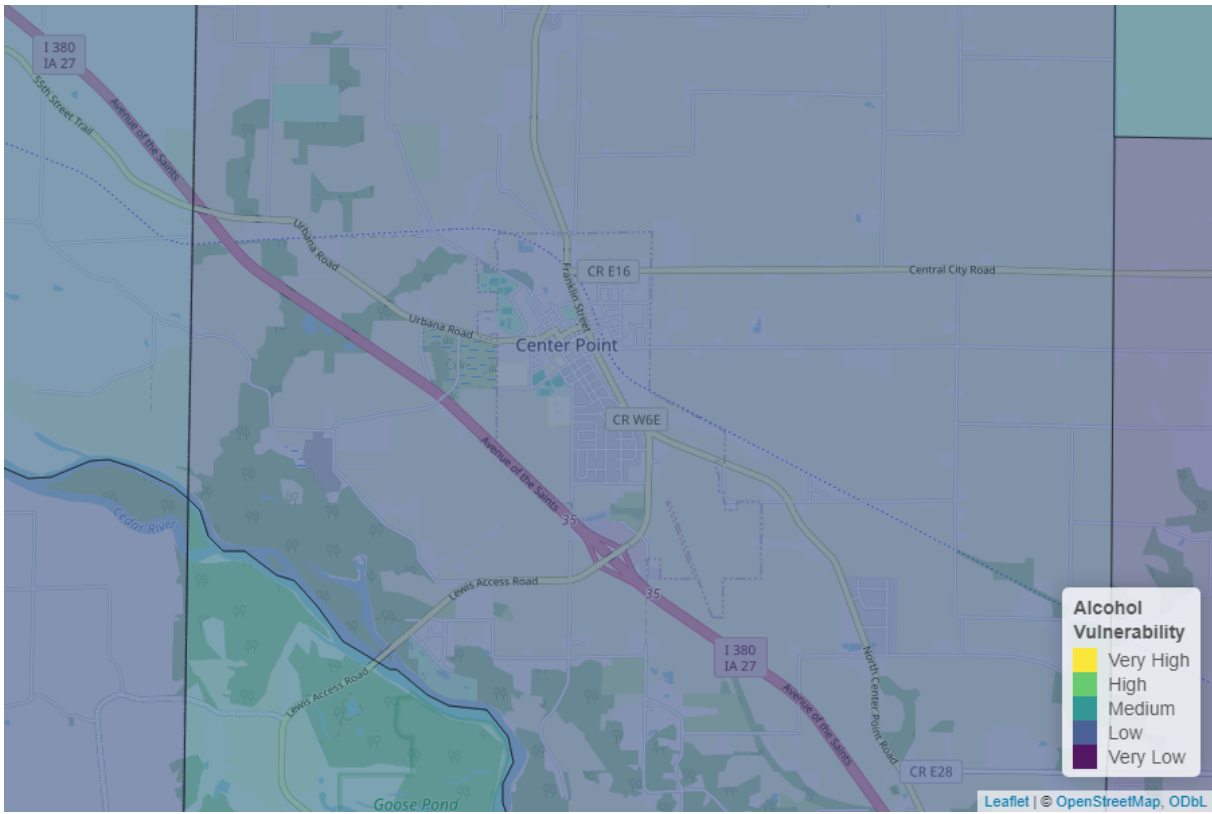 I 380
IA 27
55th Street Trail
Avenue of the Saints
Urbana Road
Franklin Street
CR E16
Central City Road
Urbana Road
Center Point
CR W6E
Avenue of the Saints
35
Cedar River
Lewis Access Road
35
I 380
IA 27
Lewis Access Road
North Center Point Road
Avenue of the Saints
CR E28
Goose Pond
Alcohol
Vulnerability
Very High
High
Medium
Low
Very Low
Leaflet | © OpenStreetMap, ODbL